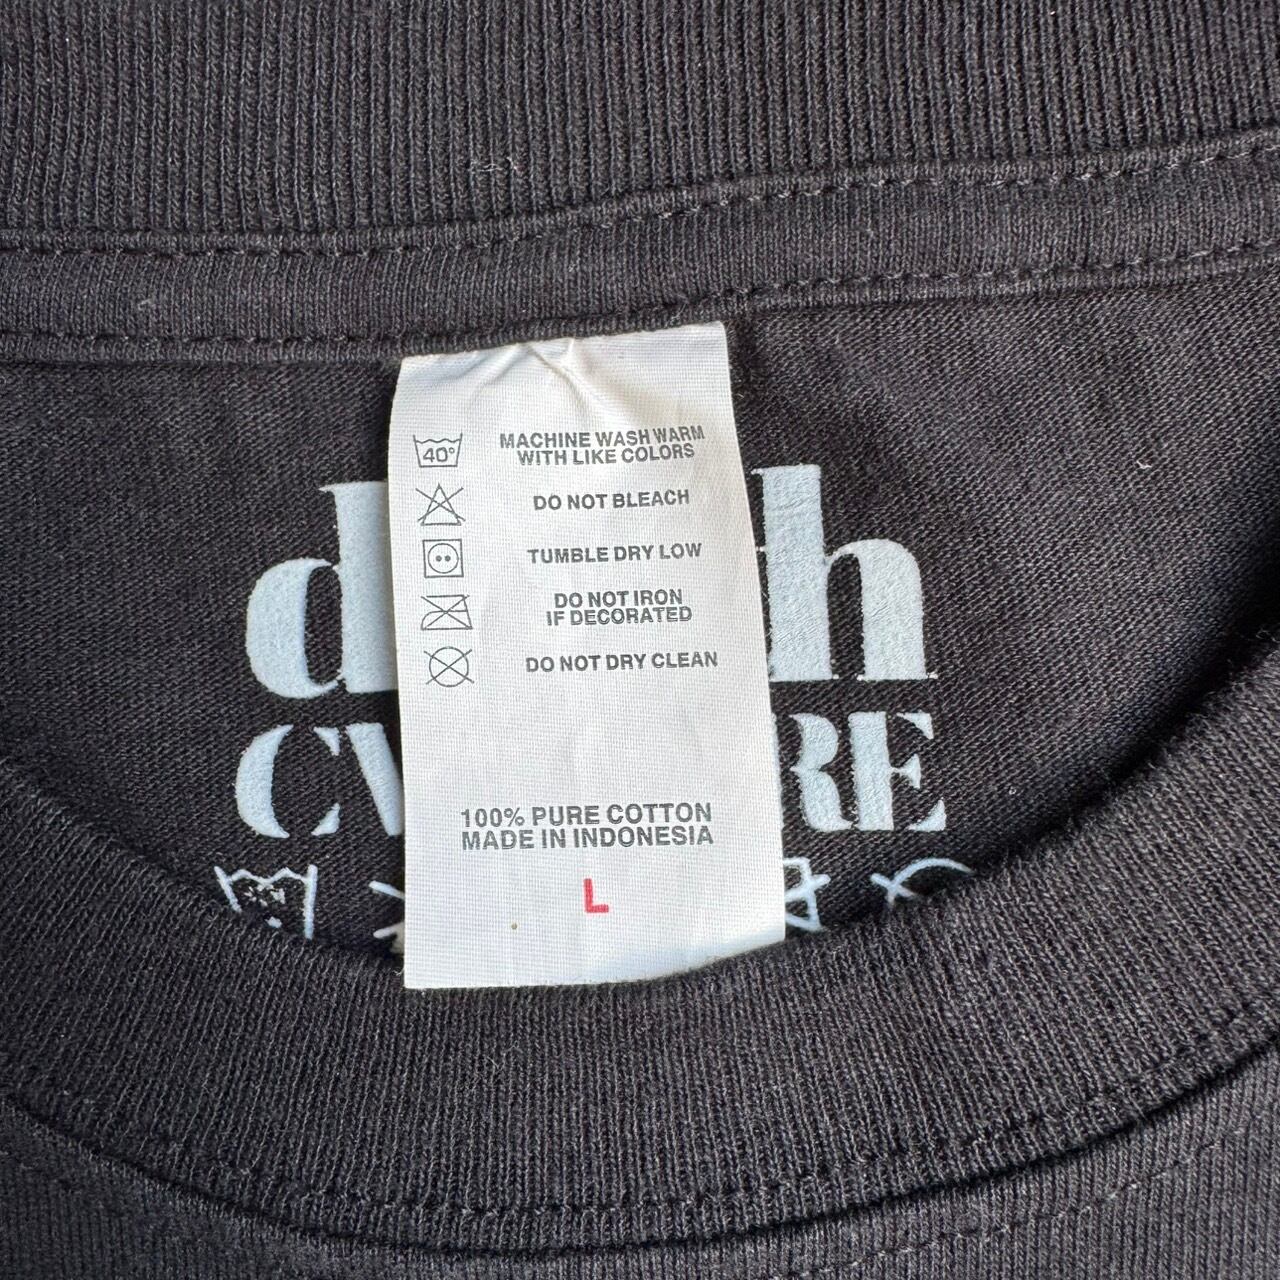 40°
MACHINE WASH WARM
WITH LIKE COLORS
DO NOT BLEACH
TUMBLE DRY LOW
DO NOT IRON
IF DECORATED
DO NOT DRY CLEAN
100% PURE COTTON
MADE IN INDONESIA
L